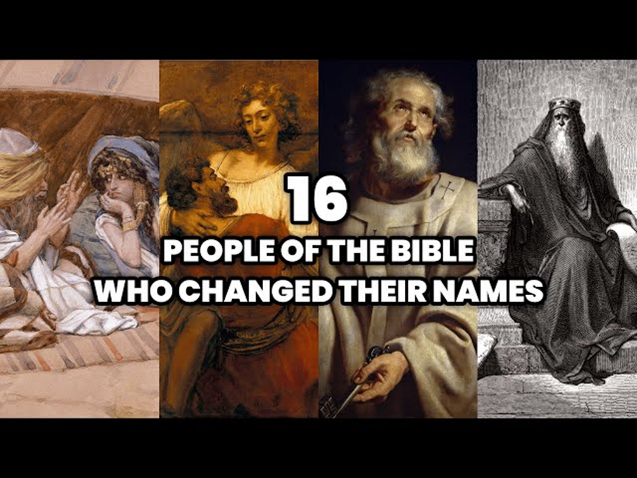 16
PEOPLE OF THE BIBLE
WHO CHANGED THEIR NAMES